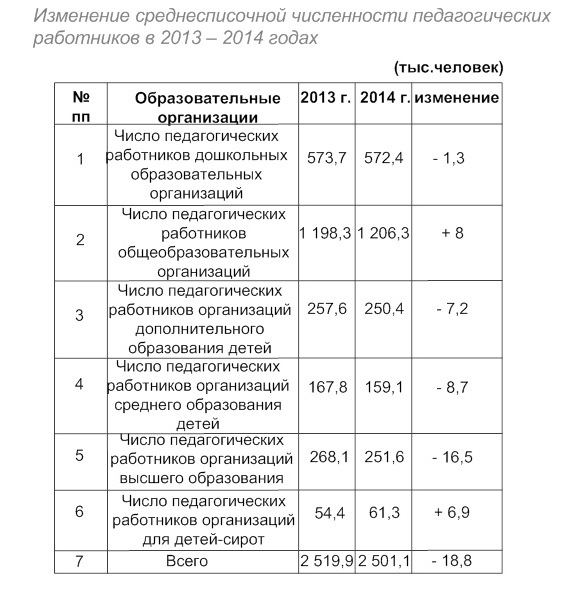 Изменение среднесписочной численности педагогических
работников в 2013 – 2014 годах
(тыс.человек)
№
пп
Образовательные
организации
2013 г.
2014 г.
изменение
1
Число педагогических
работников дошкольных
образовательных
организаций
573,7
572,4
- 1,3
2
Число педагогических
работников
общеобразовательных
организаций
1 198,3
1 206,3
+ 8
3
Число педагогических
работников организаций
дополнительного
образования детей
257,6
250,4
- 7,2
4
Число педагогических
работников организаций
среднего образования
детей
167,8
159,1
- 8,7
5
Число педагогических
работников организаций
высшего образования
268,1
251,6
- 16,5
6
Число педагогических
работников организаций
для детей-сирот
54,4
61,3
+ 6,9
7
Всего
2 519,9
2 501,1
- 18,8